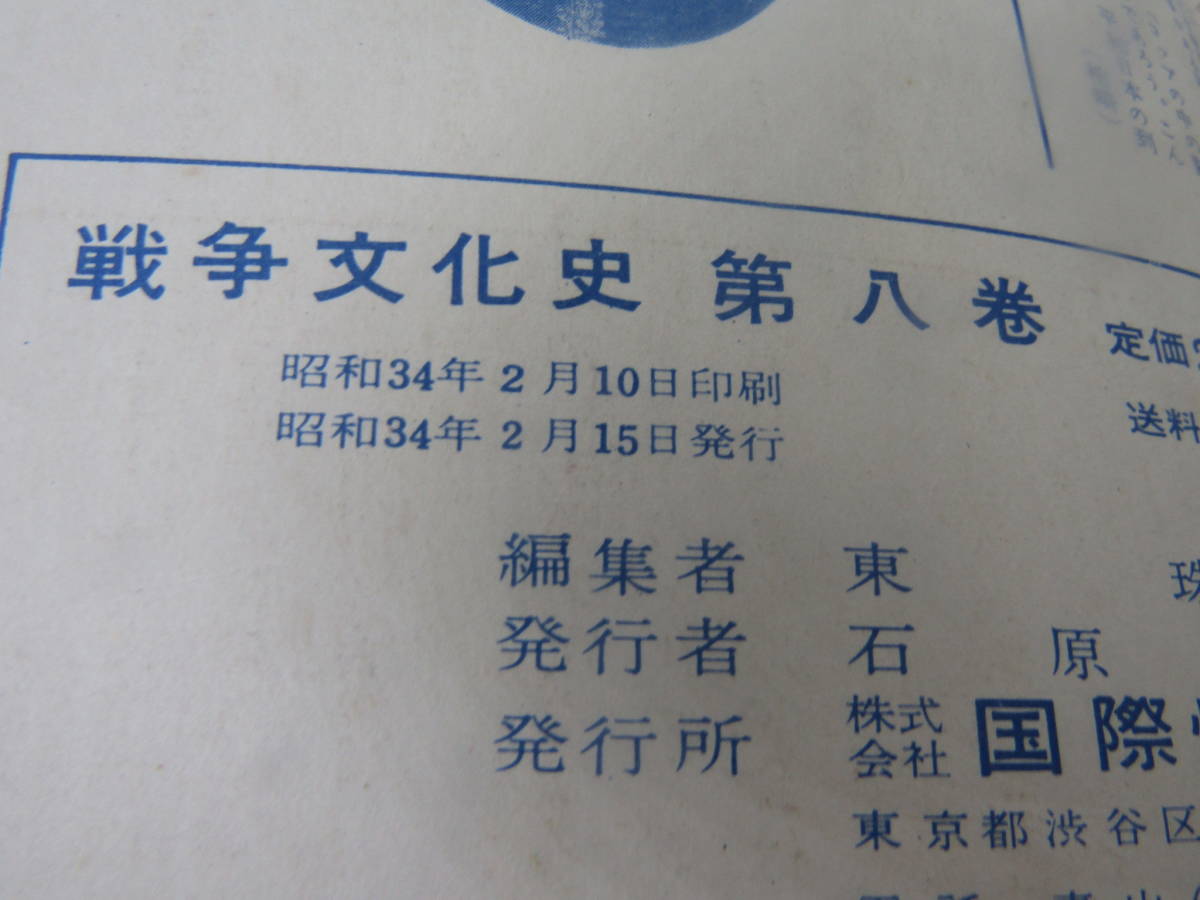 戦争文化史 第八巻
定価
昭和34年2月10日印刷
昭和34年2月15日発行
送料
編集者 東 珠
発行者 石原
発行所 株式会社 国際
東京都渋谷区